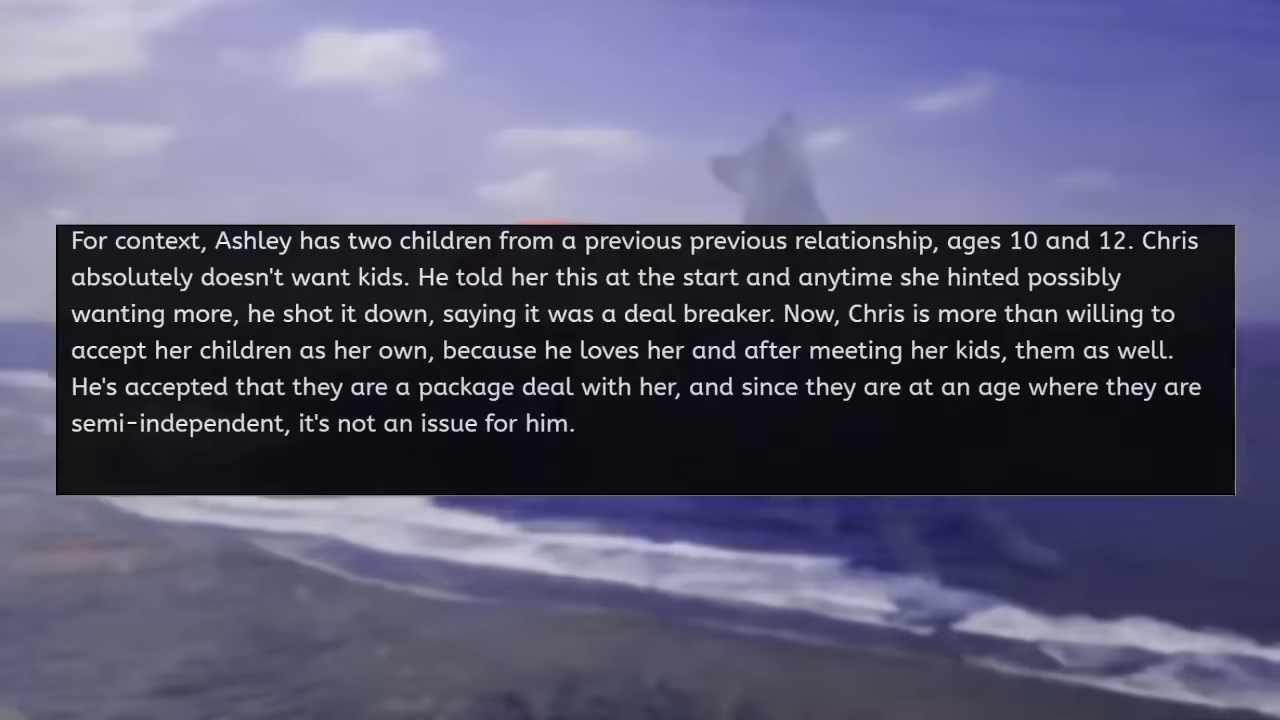 For context, Ashley has two children from a previous previous relationship, ages 10 and 12. Chris
absolutely doesn't want kids. He told her this at the start and anytime she hinted possibly
wanting more, he shot it down, saying it was a deal breaker. Now, Chris is more than willing to
accept her children as her own, because he loves her and after meeting her kids, them as well.
He's accepted that they are a package deal with her, and since they are at an age where they are
semi-independent, it's not an issue for him.